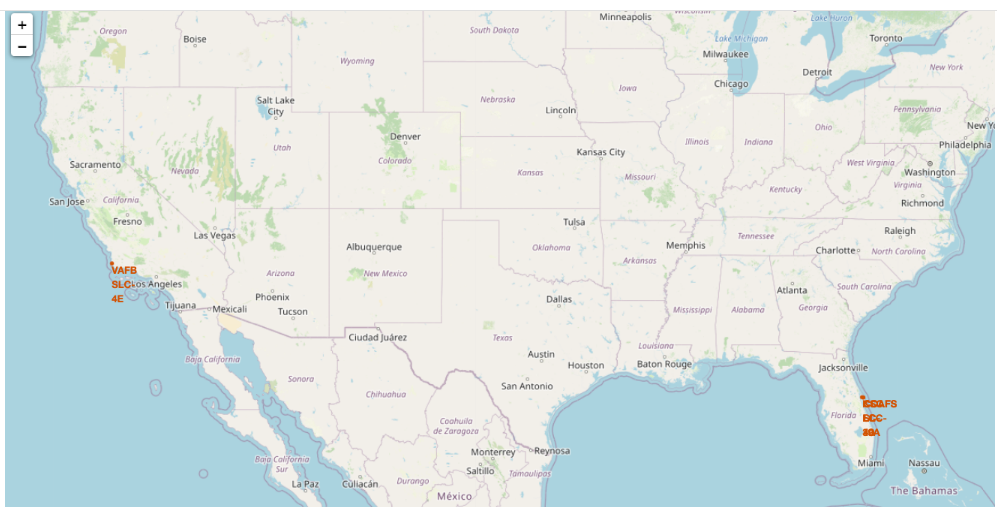 +
−
Minneapolis
Lake Huron
Oregon
Boise
South Dakota
Lake Michigan
Toronto
Milwaukee
Wyoming
Detroit
New York
Chicago
Iowa
Nebraska
Salt Lake
City
Lincoln
Pennsylvania
New Yo
Ohio
Denver
Illinois
Indiana
Philadelphia
Utah
Kansas City
Sacramento
Colorado
Nevada
Kansas
Missouri
West Virginia
Washington
Virginia
Kentucky
San Jose
California
Richmond
Fresno
Tulsa
Las Vegas
Raleigh
Albuquerque
Oklahoma
Memphis
Tennessee
Charlotte
North Carolina
Arkansas
VAFB
SLC-
4E
Los Angeles
Arizona
New Mexico
South Carolina
Phoenix
Atlanta
Tijuana
Mexicali
Tucson
Dallas
Mississippi
Alabama
Georgia
Ciudad Juárez
Texas
Louisiana
Austin
Houston
Baton Rouge
Jacksonville
Baja California
Sonora
San Antonio
Chihuahua
Florida
Coahuila
de Zaragoza
Monterrey
Reynosa
Baja California
Sur
Saltillo
Tamaulipas
Miami
Nassau
La Paz
Culiacán
Durango
México
The Bahamas